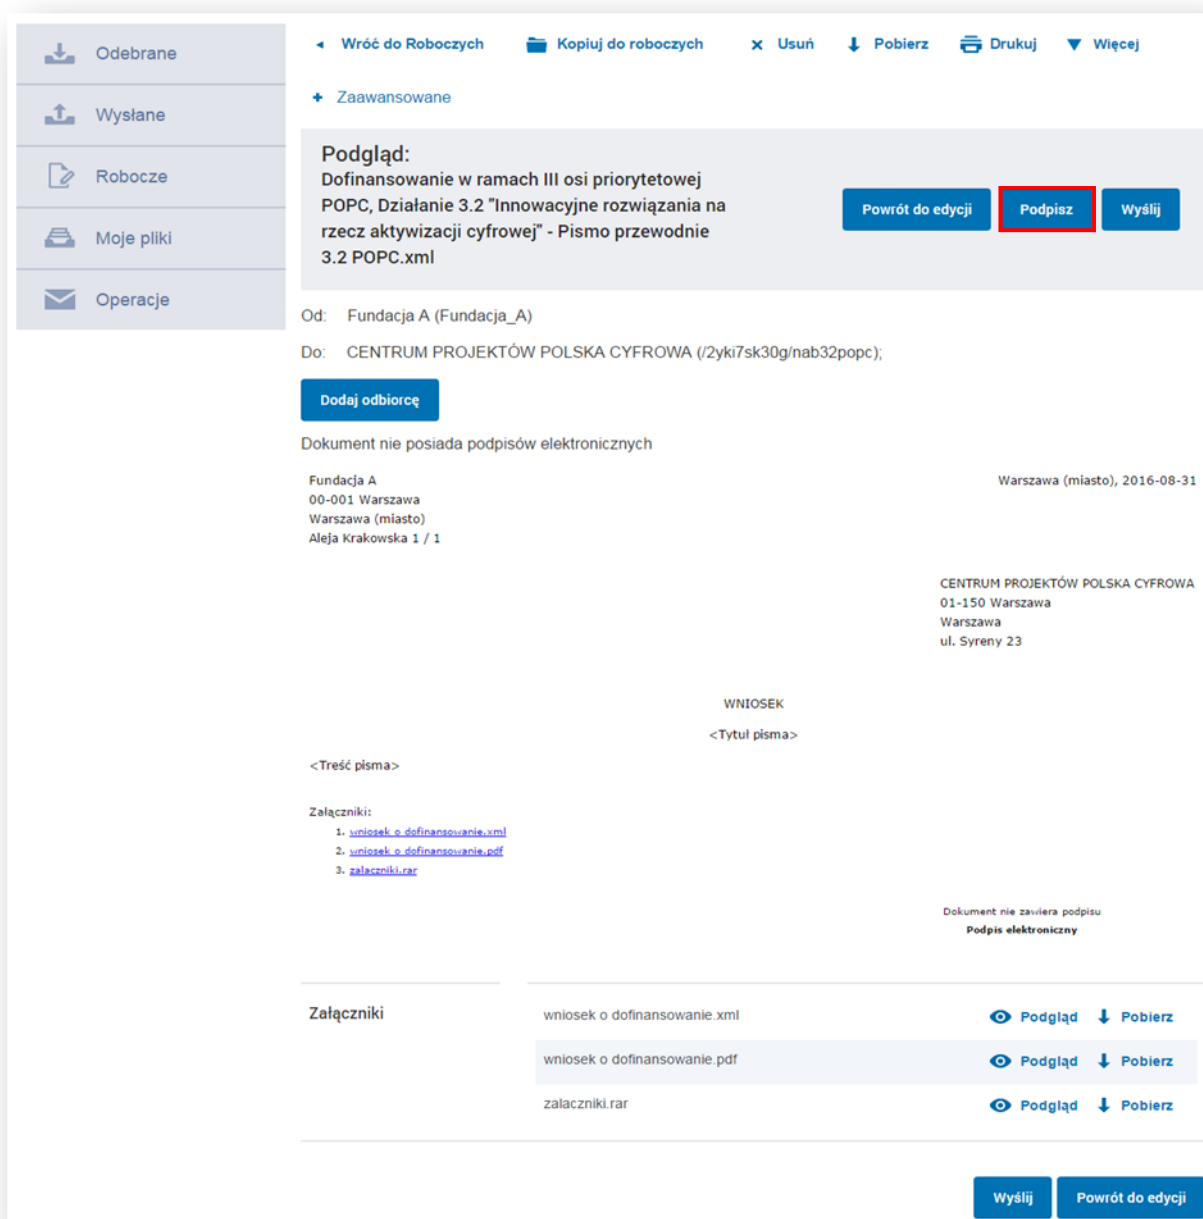 Odebrane
Wysłane
Robocze
Moje pliki
Operacje
Wróć do Roboczych Kopiuj do roboczych Usuń Pobierz Drukuj Więcej
Zaawansowane
Podgląd:
Dofinansowanie w ramach III osi priorytetowej
POPC, Działanie 3.2 "Innowacyjne rozwiązania na
rzecz aktywizacji cyfrowej" - Pismo przewodnie
3.2 POPC.xml
Powrót do edycji Podpisz Wyślij
Od: Fundacja A (Fundacja_A)
Do: CENTRUM PROJEKTÓW POLSKA CYFROWA (/2yki7sk30g/nab32popc);
Dodaj odbiorcę
Dokument nie posiada podpisów elektronicznych
Fundacja A
00-001 Warszawa
Warszawa (miasto)
Aleja Krakowska 1 / 1
Warszawa (miasto), 2016-08-31
CENTRUM PROJEKTÓW POLSKA CYFROWA
01-150 Warszawa
Warszawa
ul. Syreny 23
WNIOSEK
<Tytuł pisma>
<Treść pisma>
Załączniki:
1. wniosek o dofinansowanie.xml
2. wniosek o dofinansowanie.pdf
3. zalaczniki.rar
Dokument nie zawiera podpisu
Podpis elektroniczny
Załączniki
wniosek o dofinansowanie.xml Podgląd Pobierz
wniosek o dofinansowanie.pdf Podgląd Pobierz
zalaczniki.rar Podgląd Pobierz
Wyślij Powrót do edycji